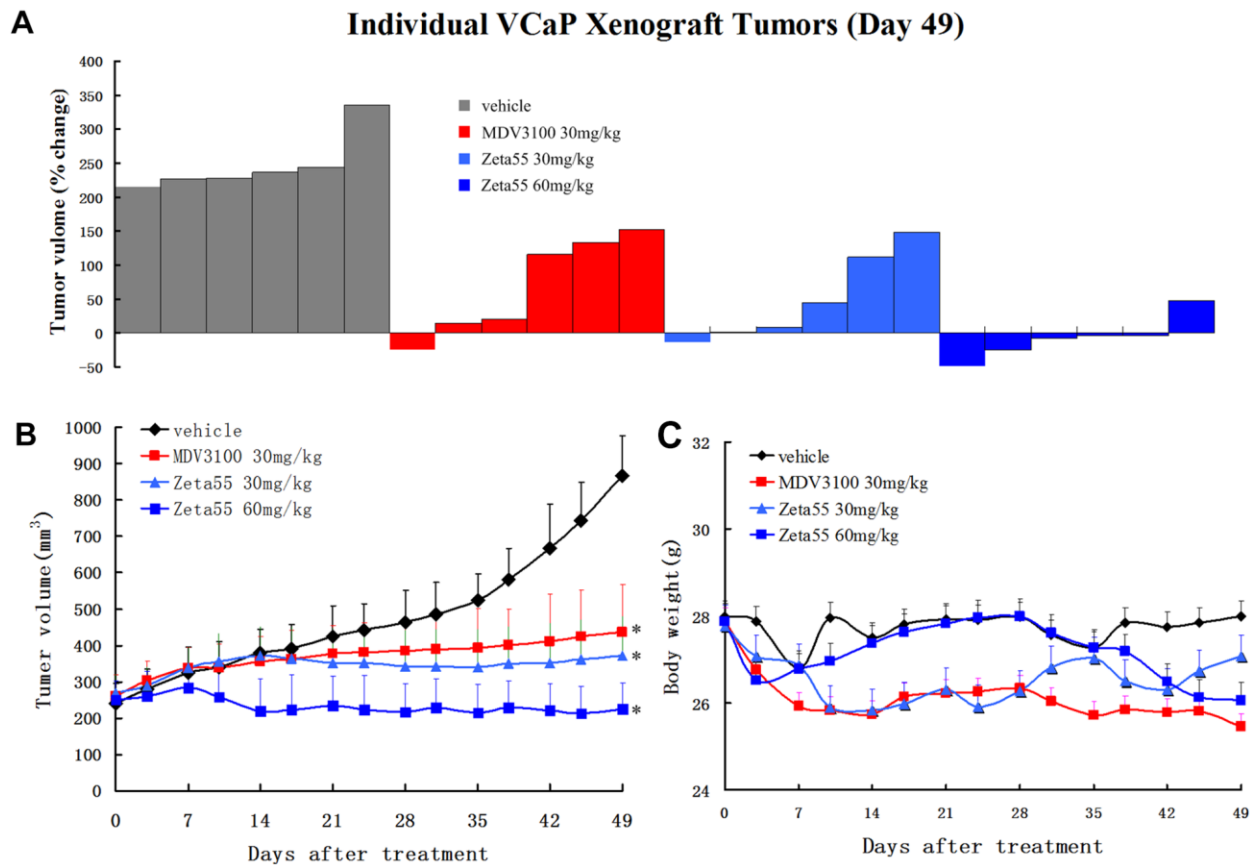 A
Individual VCaP Xenograft Tumors (Day 49)
Tumor vulome (% change)
400
350
300
250
200
150
100
50
0
-50
vehicle
MDV3100 30mg/kg
Zeta55 30mg/kg
Zeta55 60mg/kg
B
Tumor volume(mm³)
1000
900
800
700
600
500
400
300
200
100
0
vehicle
MDV3100 30mg/kg
Zeta55 30mg/kg
Zeta55 60mg/kg
*
*
*
0 7 14 21 28 35 42 49
Days after treatment
C
Body weight(g)
32
30
28
26
24
vehicle
MDV3100 30mg/kg
Zeta55 30mg/kg
Zeta55 60mg/kg
0 7 14 21 28 35 42 49
Days after treatment